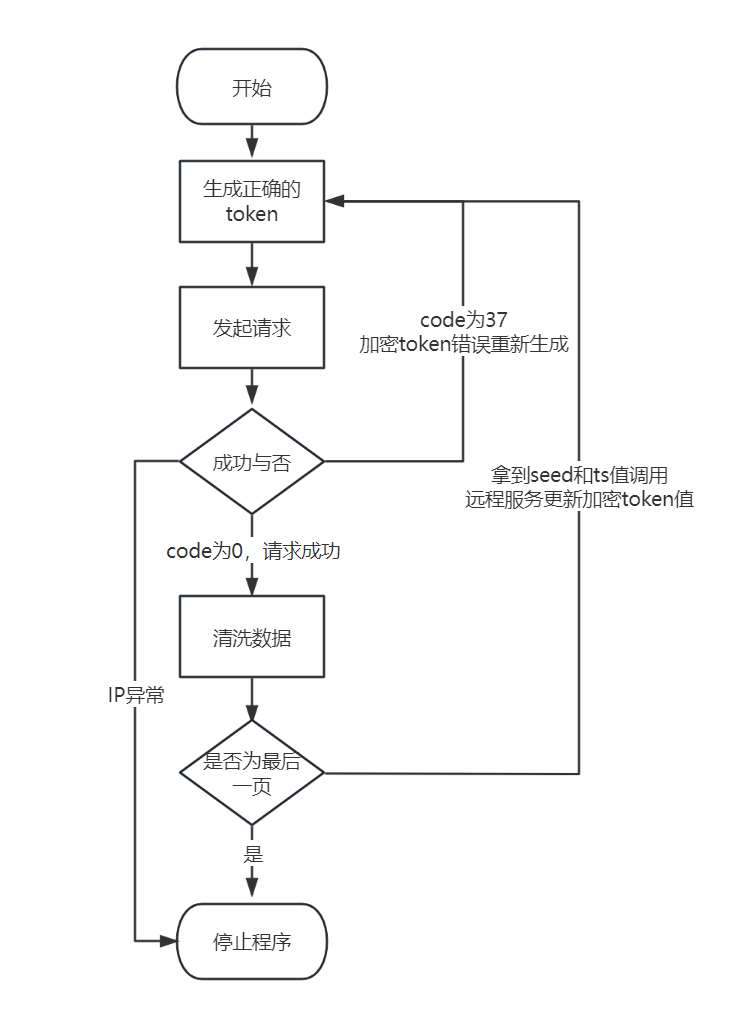 开始
生成正确的
token
发起请求
code为37
加密token错误重新生成
成功与否
拿到seed和ts值调用
远程服务更新加密token值
code为0，请求成功
清洗数据
IP异常
是否为最后
一页
是
停止程序